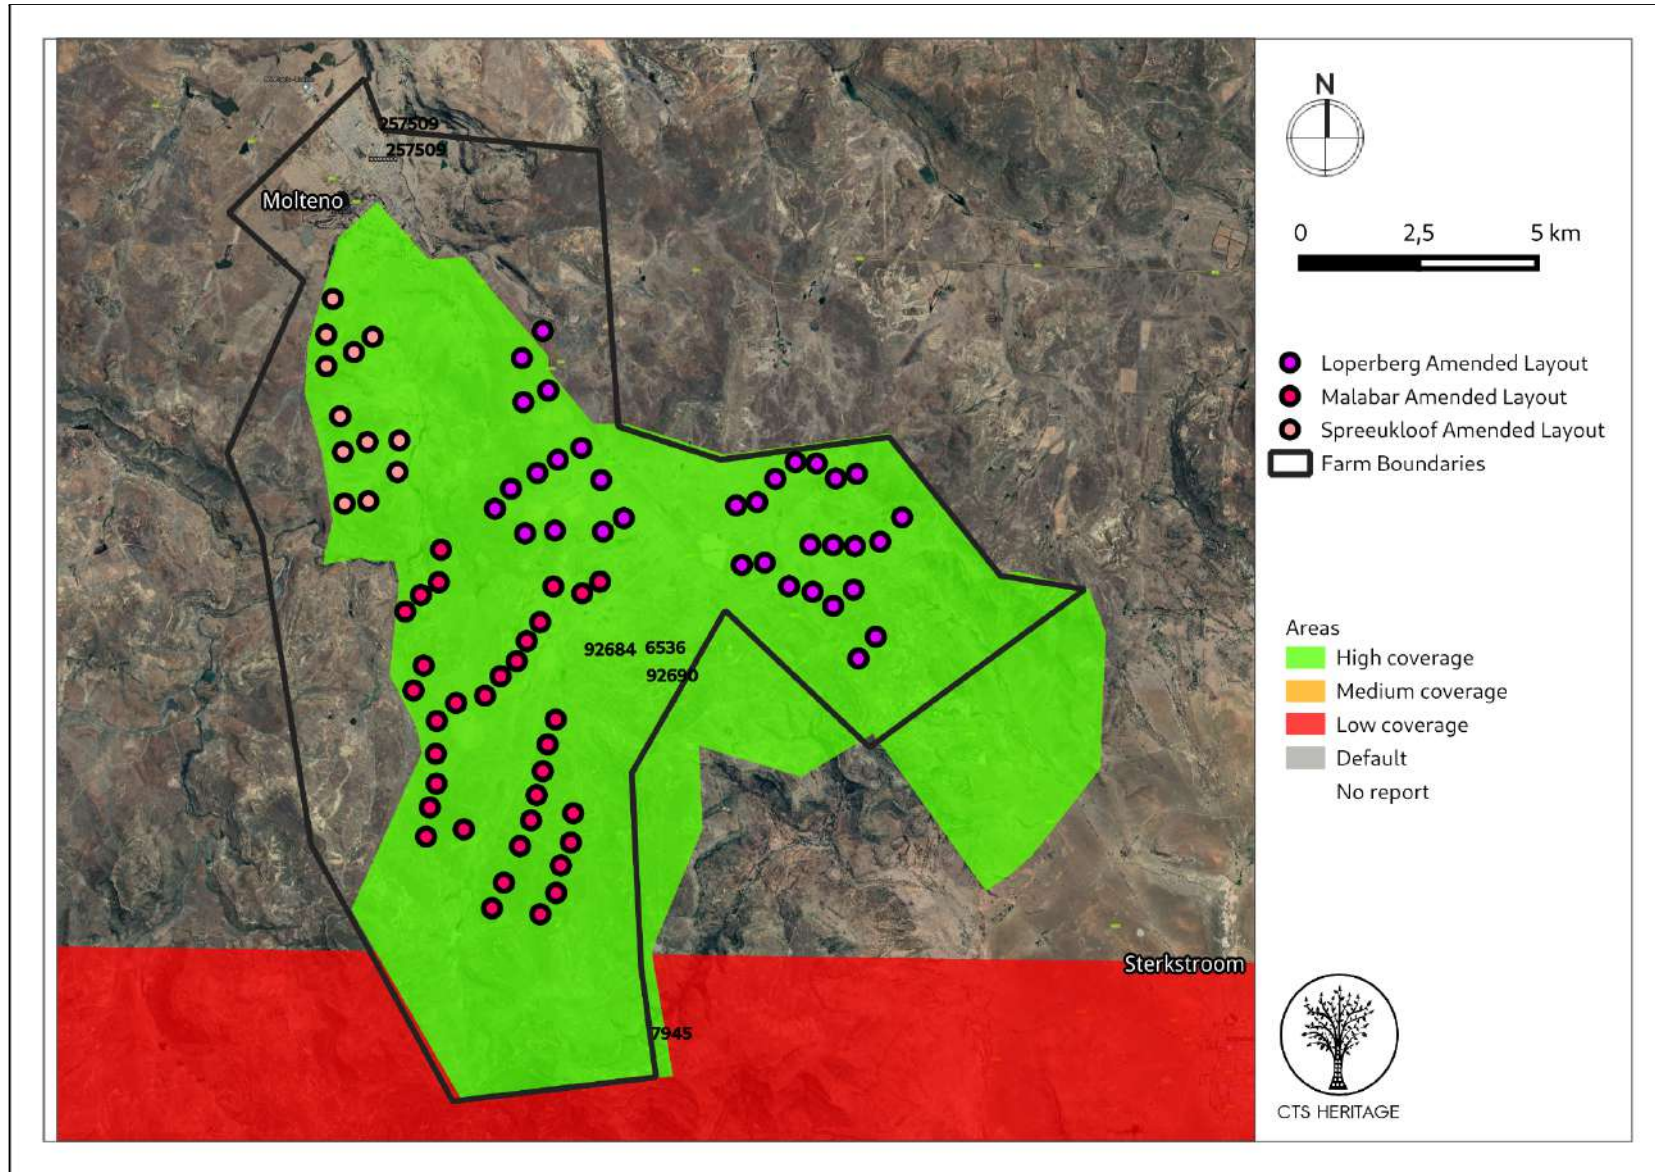 257509
257509
Molteno
92684 6536
92690
Sterkstroom
7945
N
0 2,5 5 km
Loperberg Amended Layout
Malabar Amended Layout
Spreeukloof Amended Layout
Farm Boundaries
Areas
High coverage
Medium coverage
Low coverage
Default
No report
CTS HERITAGE